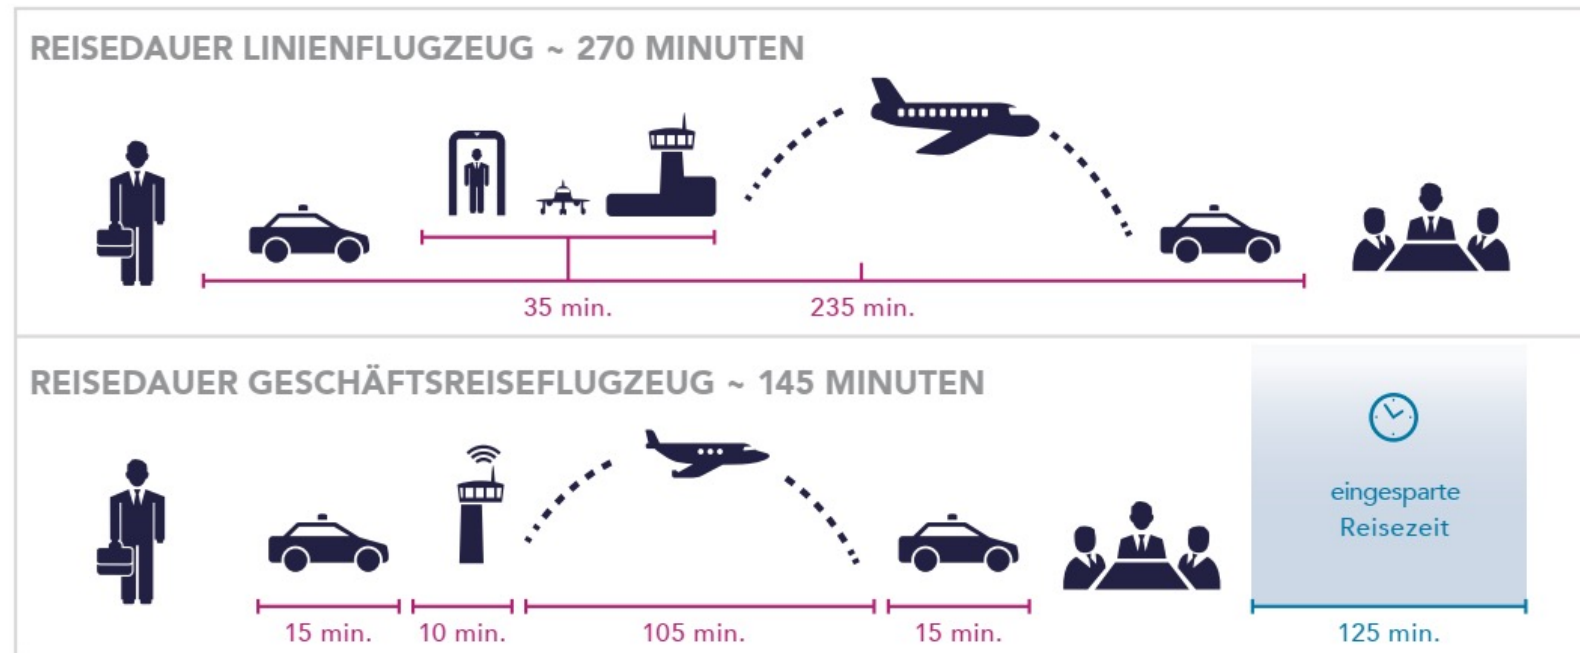 REISEDAUER LINIENFLUGZEUG ~ 270 MINUTEN
35 min.
235 min.
REISEDAUER GESCHÄFTSREISEFLUGZEUG ~ 145 MINUTEN
eingesparte
Reisezeit
15 min.
10 min.
105 min.
15 min.
125 min.